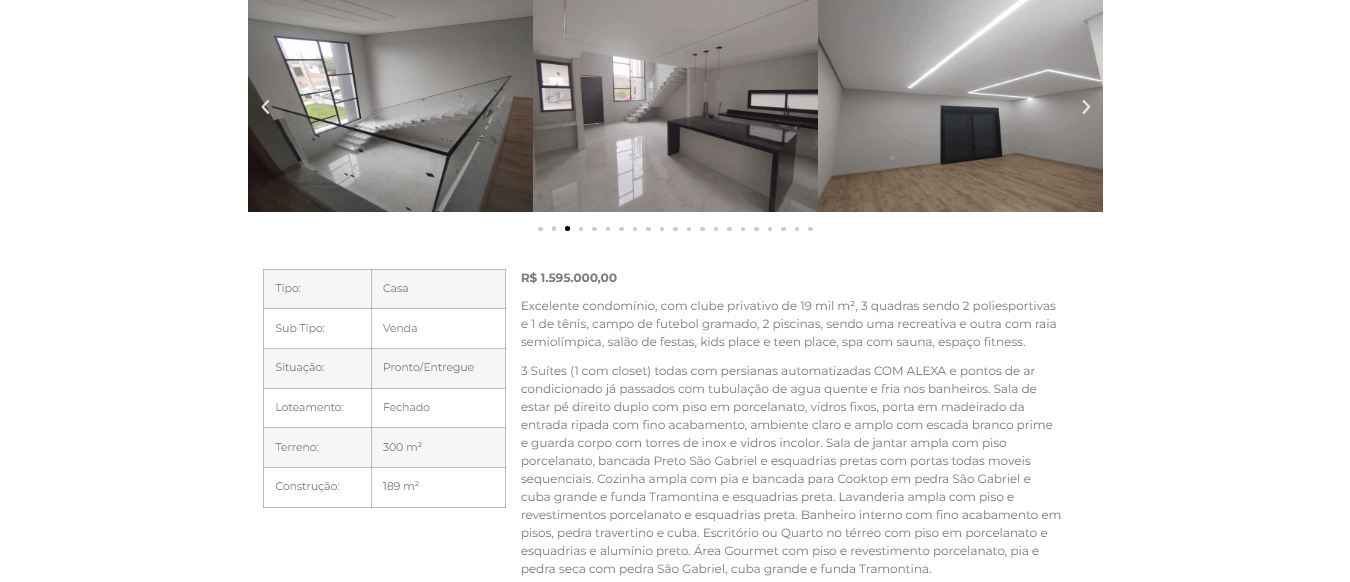 Tipo: Casa
Sub Tipo: Venda
Situação: Pronto/Entregue
Loteamento: Fechado
Terreno: 300 m²
Construção: 189 m²
R$ 1.595.000,00
Excelente condomínio, com clube privativo de 19 mil m², 3 quadras sendo 2 poliesportivas
e 1 de tênis, campo de futebol gramado, 2 piscinas, sendo uma recreativa e outra com raia
semiolímpica, salão de festas, kids place e teen place, spa com sauna, espaço fitness.
3 Suítes (1 com closet) todas com persianas automatizadas COM ALEXA e pontos de ar
condicionado já passados com tubulação de agua quente e fria nos banheiros. Sala de
estar pé direito duplo com piso em porcelanato, vidros fixos, porta em madeirado da
entrada ripada com fino acabamento, ambiente claro e amplo com escada branco prime
e guarda corpo com torres de inox e vidros incolor. Sala de jantar ampla com piso
porcelanato, bancada Preto São Gabriel e esquadrias pretas com portas todas moveis
sequenciais. Cozinha ampla com pia e bancada para Cooktop em pedra São Gabriel e
cuba grande e funda Tramontina e esquadrias preta. Lavanderia ampla com piso e
revestimentos porcelanato e esquadrias preta. Banheiro interno com fino acabamento em
pisos, pedra travertino e cuba. Escritório ou Quarto no térreo com piso em porcelanato e
esquadrias e alumínio preto. Área Gourmet com piso e revestimento porcelanato, pia e
pedra seca com pedra São Gabriel, cuba grande e funda Tramontina.